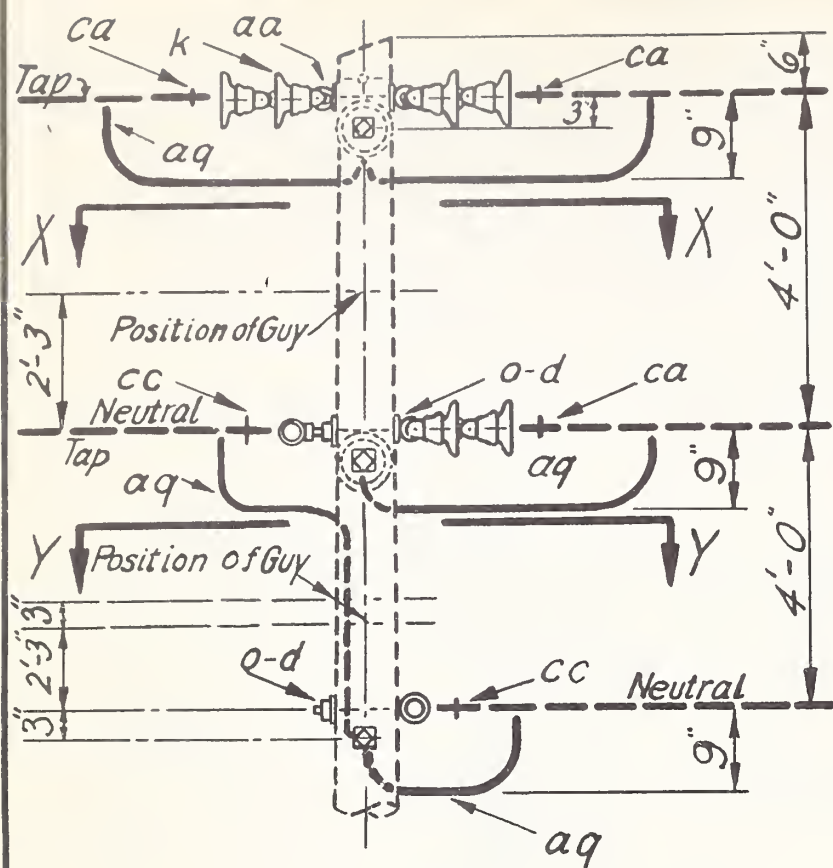 ca k aa ca
Tap
6"
3"
9"
aq
X X
4'-0"
Position of Guy
2'-3"
cc o-d ca
Neutral
Tap
aq aq
9"
Y Y
Position of Guy
4'-0"
3"
2'-3"
o-d cc Neutral
3"
9"
aq